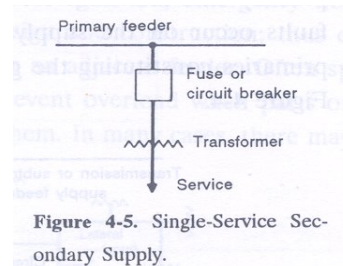 Primary feeder
Fuse or
circuit breaker
Transformer
Service
Figure 4-5. Single-Service Sec-
ondary Supply.